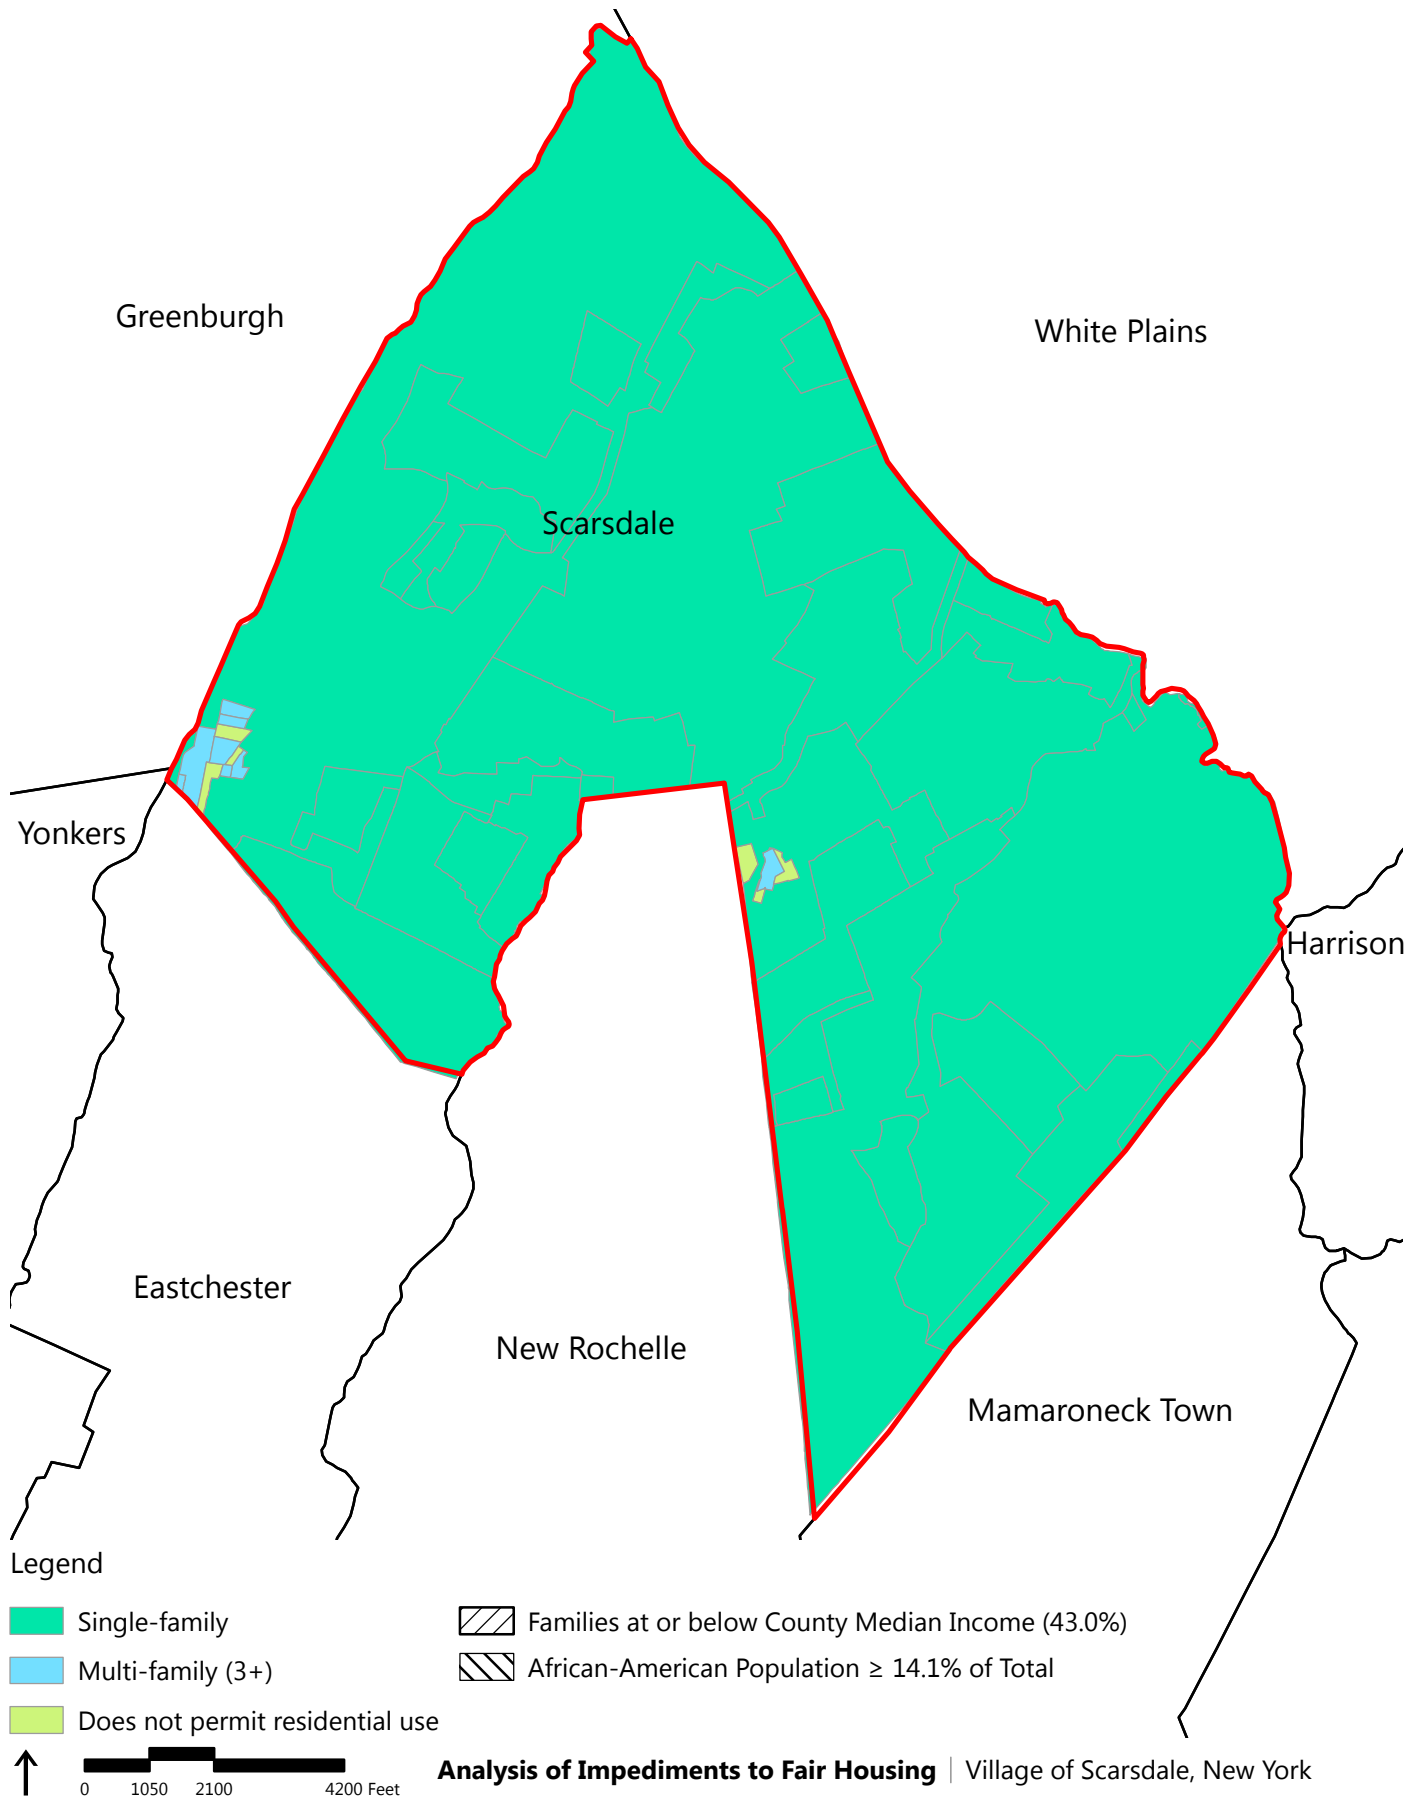 Greenburgh
White Plains
Scarsdale
Yonkers
Harrison
Eastchester
New Rochelle
Mamaroneck Town
Legend
Single-family
Families at or below County Median Income (43.0%)
Multi-family (3+)
African-American Population ≥ 14.1% of Total
Does not permit residential use
0 1050 2100 4200 Feet
Analysis of Impediments to Fair Housing | Village of Scarsdale, New York